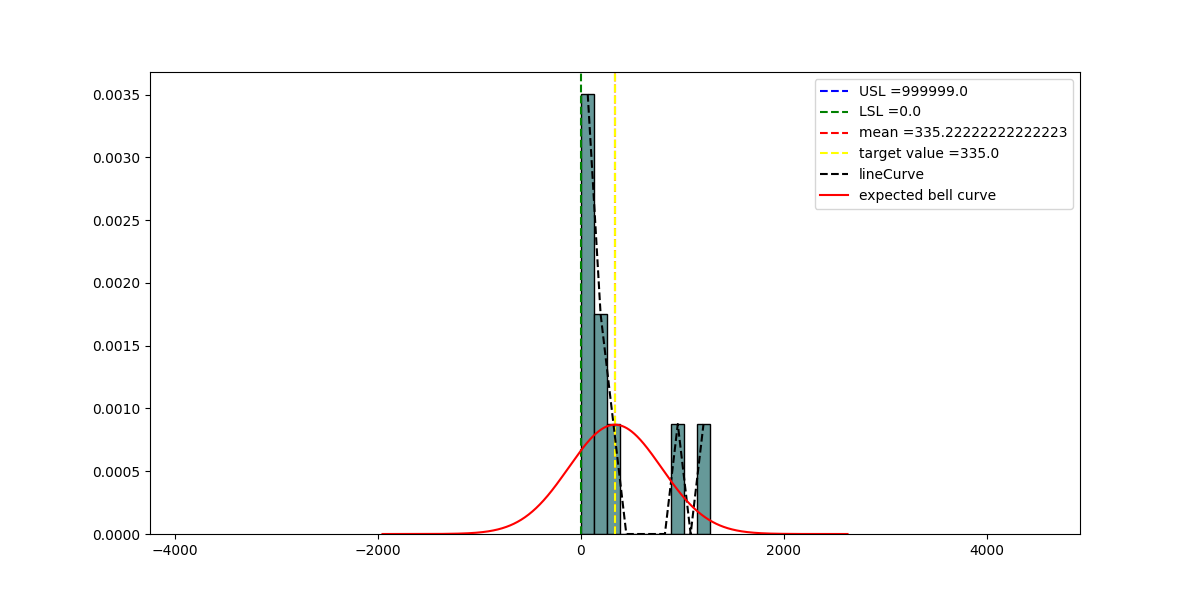 0.0035
0.0030
0.0025
0.0020
0.0015
0.0010
0.0005
0.0000
−4000
−2000
0
2000
4000
USL =999999.0
LSL =0.0
mean =335.22222222222223
target value =335.0
lineCurve
expected bell curve